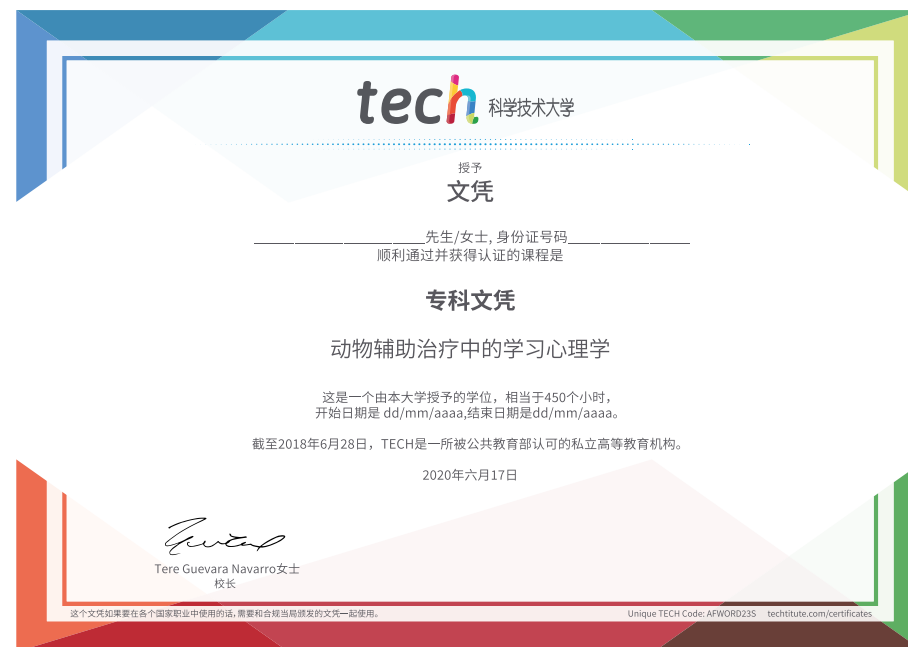 tech 科学技术大学
授予
文凭
____________________先生/女士, 身份证号码______________
顺利通过并获得认证的课程是
专科文凭
动物辅助治疗中的学习心理学
这是一个由本大学授予的学位，相当于450个小时，
开始日期是 dd/mm/aaaa,结束日期是dd/mm/aaaa。
截至2018年6月28日，TECH是一所被公共教育部认可的私立高等教育机构。
2020年六月17日
Tere Guevara Navarro女士
校长
这个文凭如果要在各个国家职业中使用的话,需要和合规当局颁发的文凭一起使用。
Unique TECH Code: AFWORD23S techtitute.com/certificates